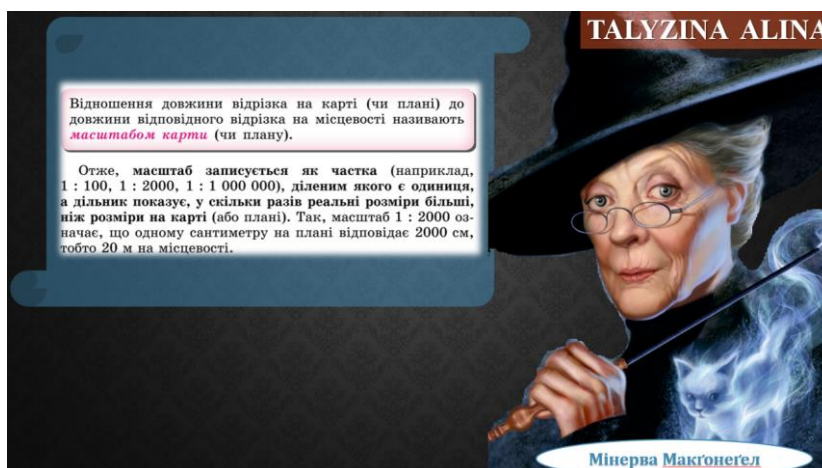 TALYZINA ALINA
Відношення довжини відрізка на карті (чи плані) до
довжини відповідного відрізка на місцевості називають
масштабом карти (чи плану).
Отже, масштаб записується як частка (наприклад,
1 : 100, 1 : 2000, 1 : 1 000 000), діленим якого є одиниця,
а дільник показує, у скільки разів реальні розміри більші,
ніж розміри на карті (або плані). Так, масштаб 1 : 2000 оз-
начає, що одному сантиметру на плані відповідає 2000 см,
тобто 20 м на місцевості.
Мінерва Макґонеґел